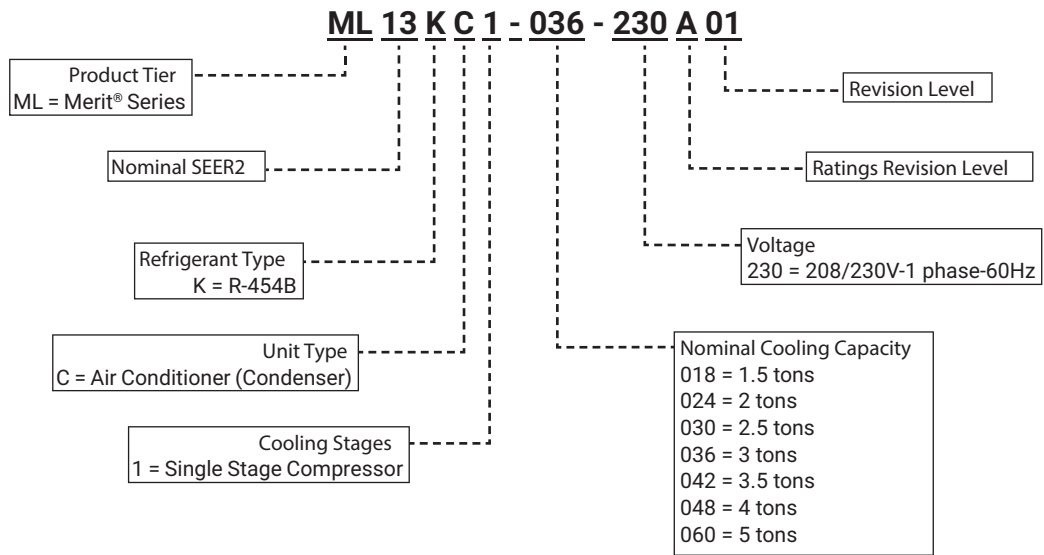 ML 13 K C 1 - 036 - 230 A 01
Product Tier
ML = Merit® Series
Nominal SEER2
Refrigerant Type
K = R-454B
Unit Type
C = Air Conditioner (Condenser)
Cooling Stages
1 = Single Stage Compressor
Revision Level
Ratings Revision Level
Voltage
230 = 208/230V-1 phase-60Hz
Nominal Cooling Capacity
018 = 1.5 tons
024 = 2 tons
030 = 2.5 tons
036 = 3 tons
042 = 3.5 tons
048 = 4 tons
060 = 5 tons